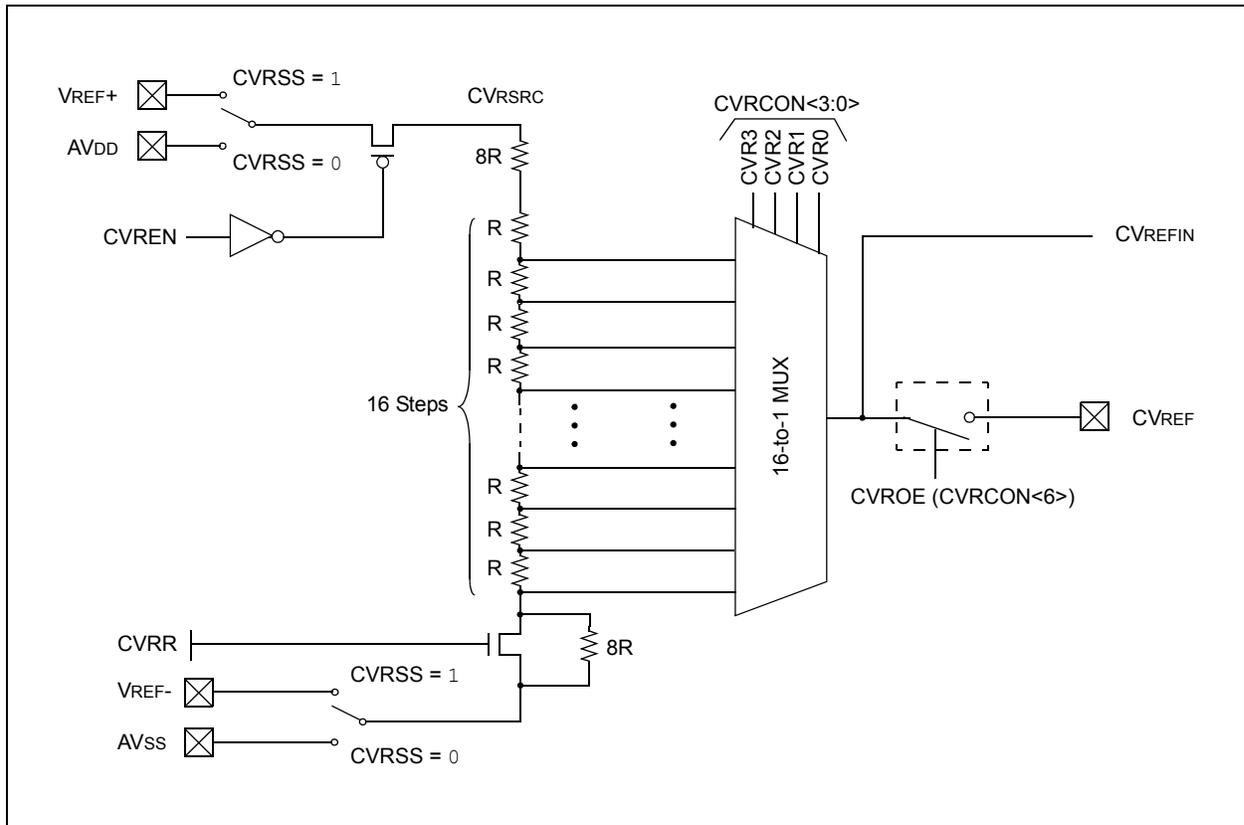 VREF+
CVRSS = 1
AVDD
CVRSS = 0
CVREN
CVRSRC
8R
R
R
R
R
16 Steps
R
R
R
CVRCON<3:0>
CVR3
CVR2
CVR1
CVR0
16-to-1 MUX
CVREFIN
CVREF
CVROE (CVRCON<6>)
CVRR
8R
VREF-
CVRSS = 1
AVSS
CVRSS = 0